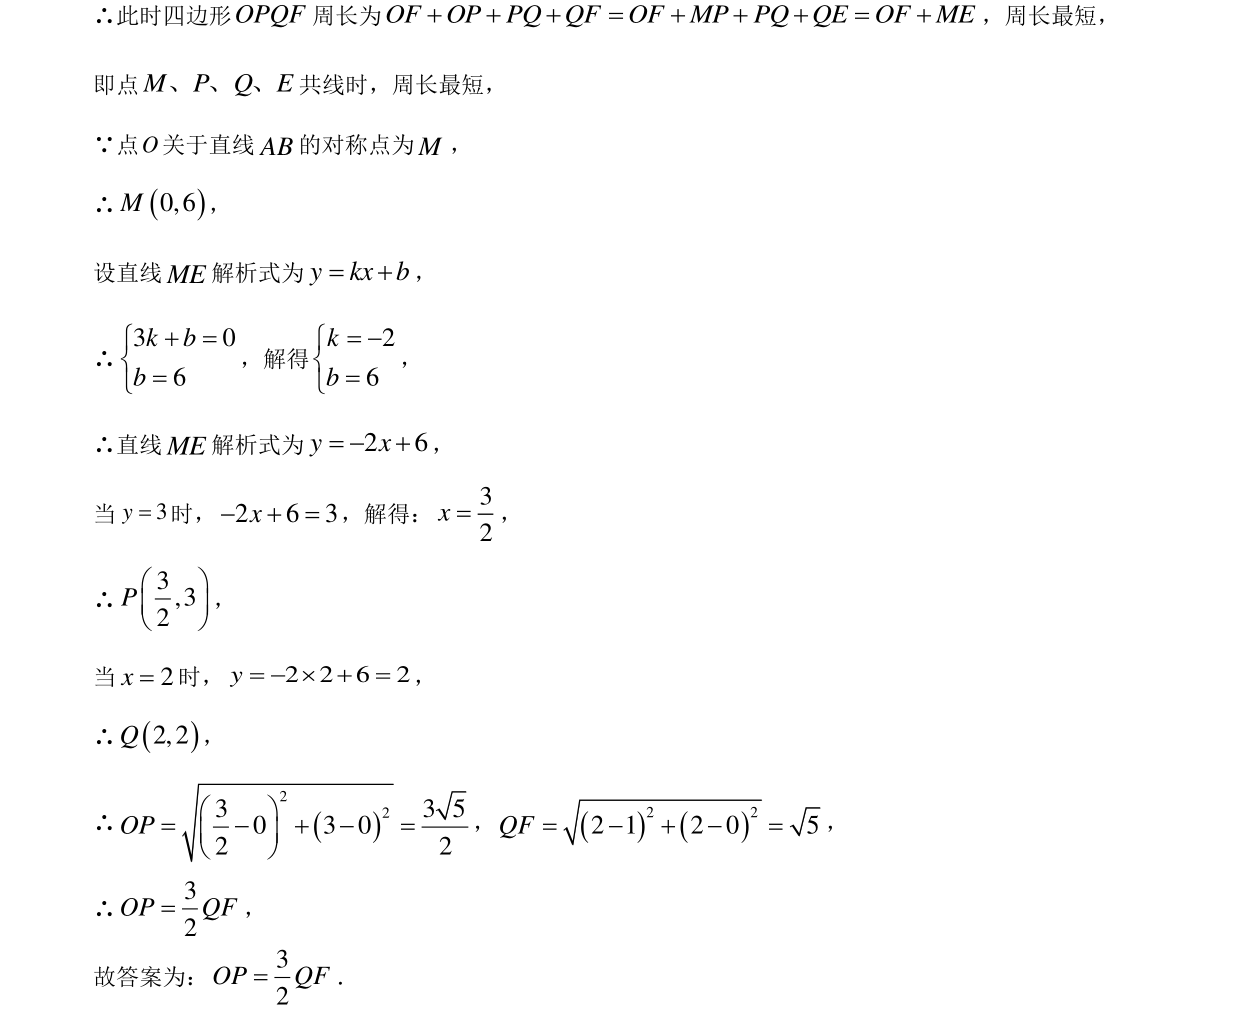 ∴此时四边形OPQF周长为OF+OP+PQ+QF=OF+MP+PQ+QE=OF+ME，周长最短，
即点M、P、Q、E共线时，周长最短，
∵点O关于直线AB的对称点为M，
∴M(0,6)，
设直线ME解析式为y=kx+b，
∴{3k+b=0 b=6，解得{k=-2 b=6，
∴直线ME解析式为y=-2x+6，
当y=3时，-2x+6=3，解得：x=3/2，
∴P(3/2,3)，
当x=2时，y=-2×2+6=2，
∴Q(2,2)，
∴OP=√((3/2-0)²+(3-0)²)=3√5/2，QF=√((2-1)²+(2-0)²)=√5，
∴OP=3/2QF，
故答案为：OP=3/2QF．